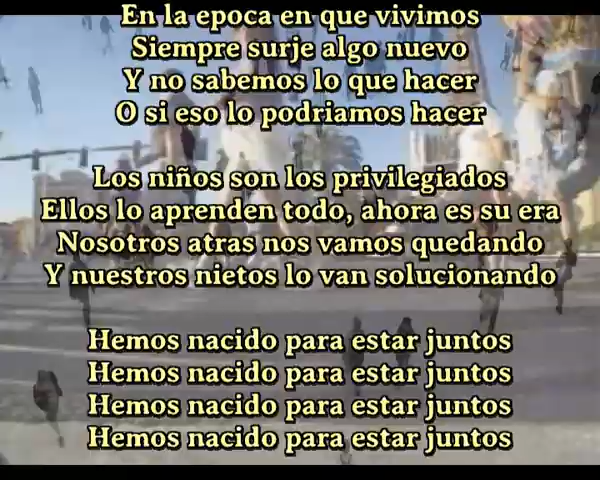 En la epoca en que vivimos
Siempre surje algo nuevo
Y no sabemos lo que hacer
O si eso lo podriamos hacer
Los niños son los privilegiados
Ellos lo aprenden todo, ahora es su era
Nosotros atras nos vamos quedando
Y nuestros nietos lo van solucionando
Hemos nacido para estar juntos
Hemos nacido para estar juntos
Hemos nacido para estar juntos
Hemos nacido para estar juntos